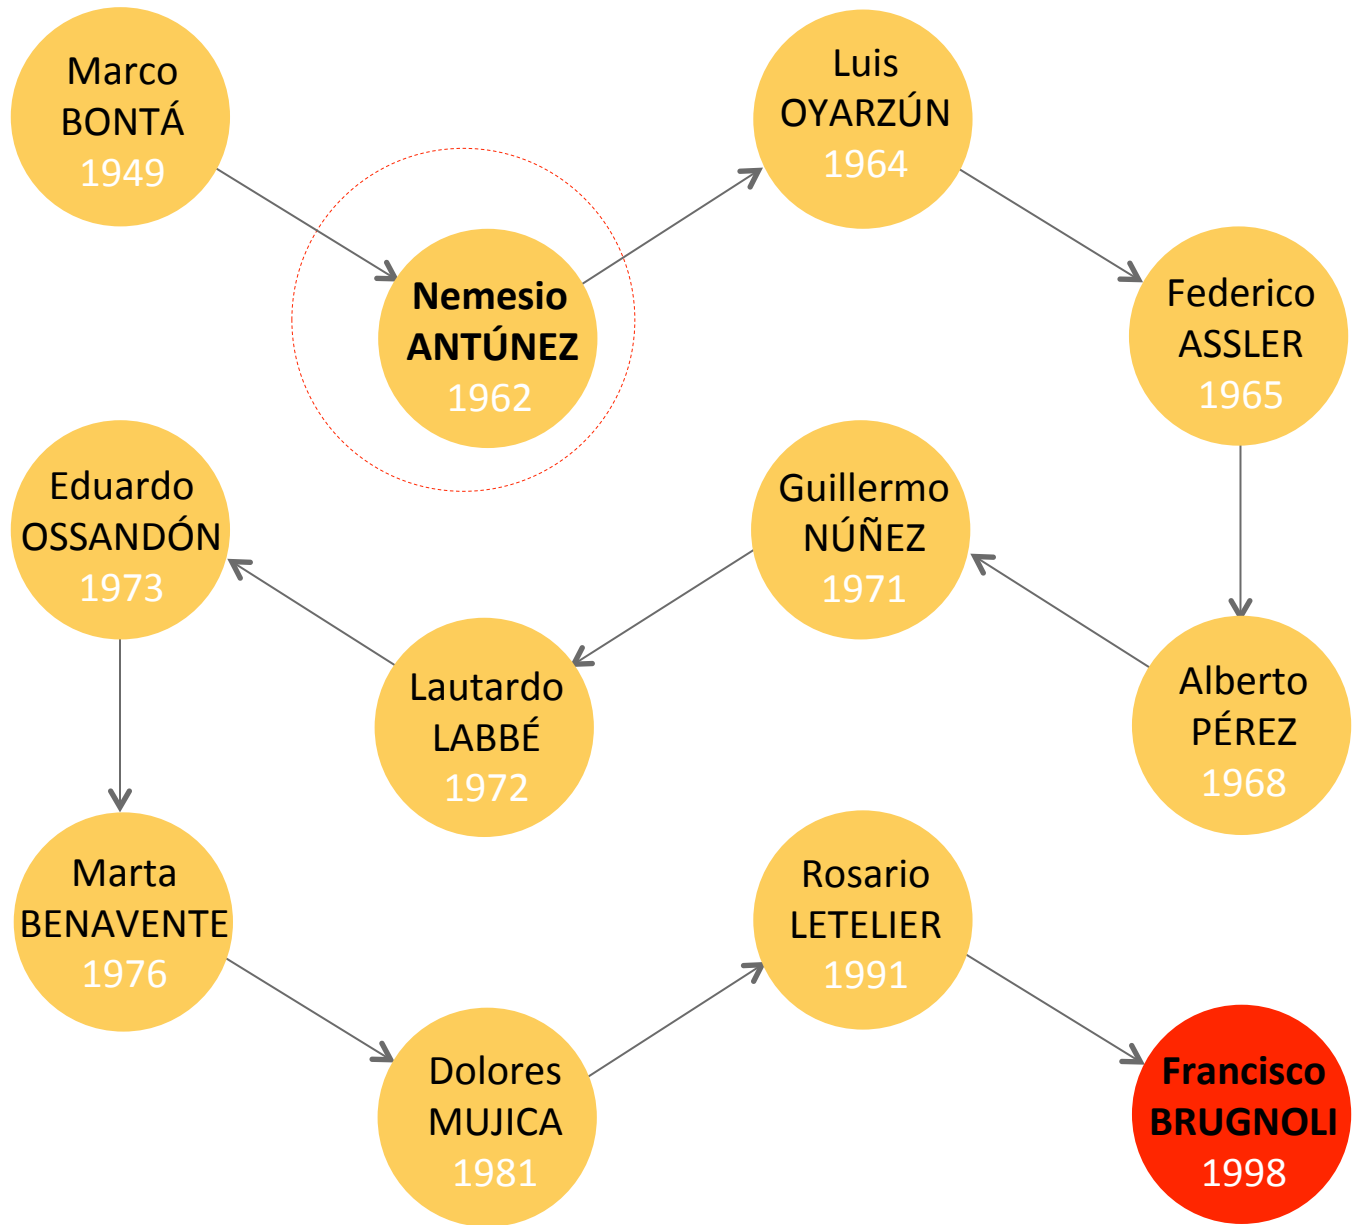 Marco
BONTÁ
1949
Nemesio
ANTÚNEZ
1962
Luis
OYARZÚN
1964
Federico
ASSLER
1965
Alberto
PÉREZ
1968
Guillermo
NÚÑEZ
1971
Lautardo
LABBÉ
1972
Eduardo
OSSANDÓN
1973
Marta
BENAVENTE
1976
Dolores
MUJICA
1981
Rosario
LETELIER
1991
Francisco
BRUGNOLI
1998